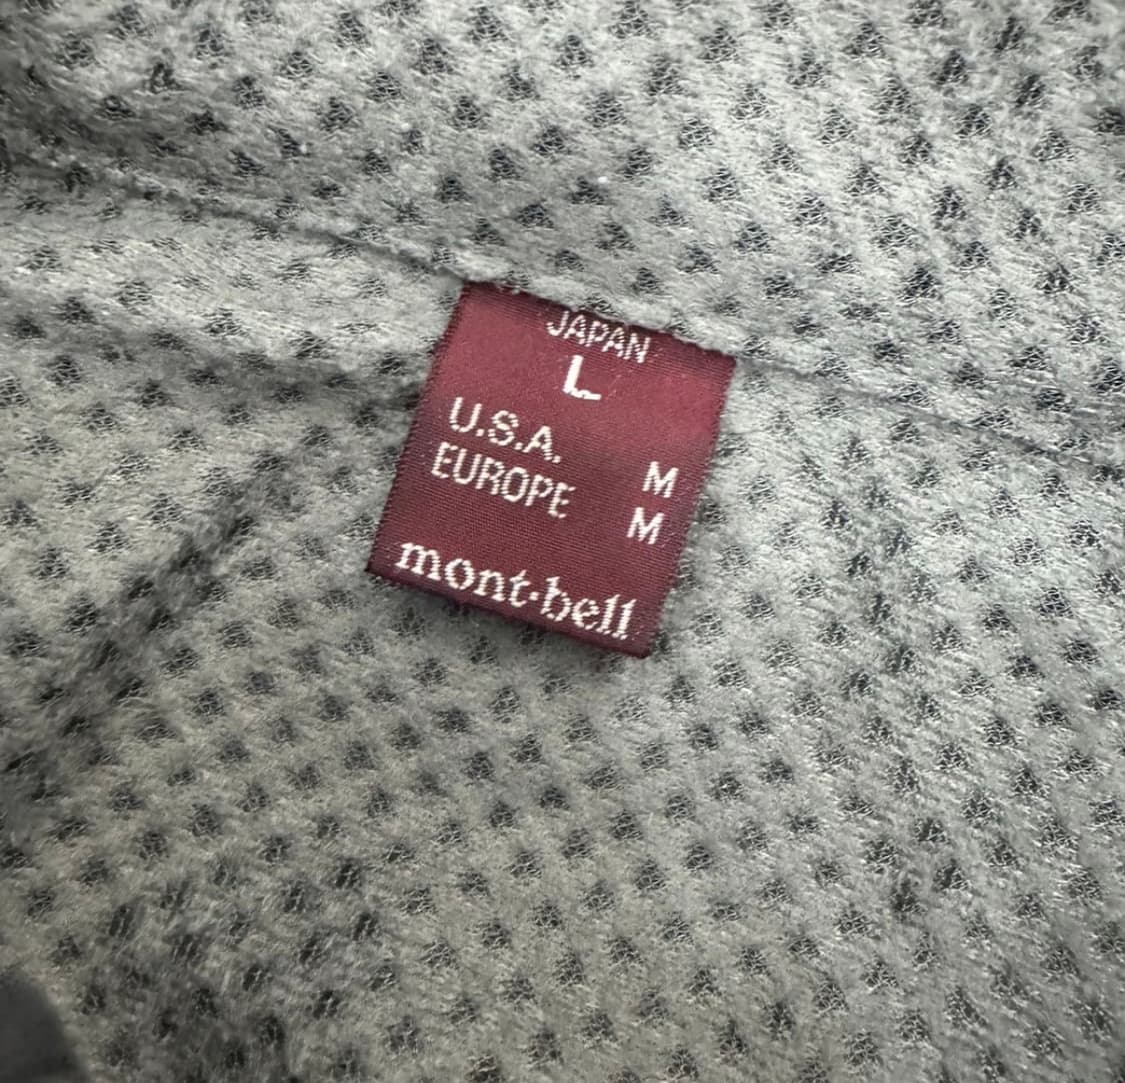 JAPAN
L
U.S.A. M
EUROPE M
mont-bell